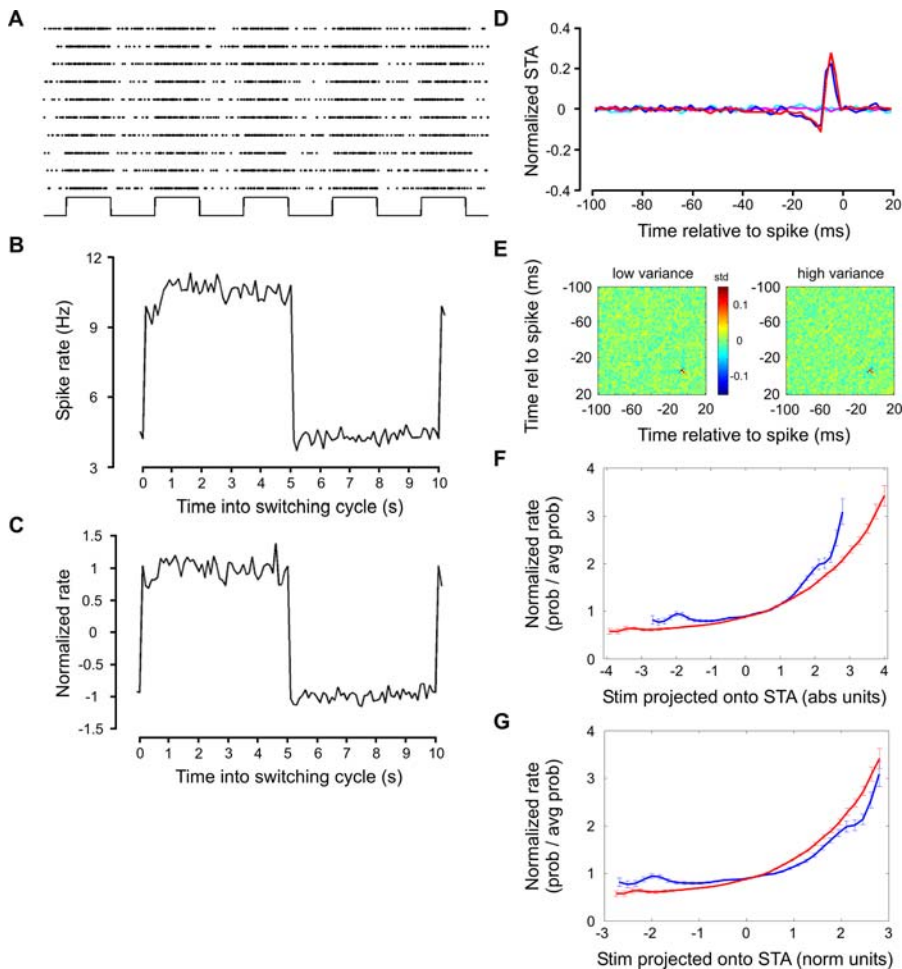 A
B
12
9
6
3
Spike rate (Hz)
0 1 2 3 4 5 6 7 8 9 10
Time into switching cycle (s)
C
1.5
1
0.5
0
-0.5
-1
-1.5
Normalized rate
0 1 2 3 4 5 6 7 8 9 10
Time into switching cycle (s)
D
0.4
0.2
0
-0.2
-0.4
Normalized STA
-100 -80 -60 -40 -20 0 20
Time relative to spike (ms)
E
low variance
std
high variance
Time rel to spike (ms)
-100
-60
-20
20
-100 -60 -20 20
0.1
0
-0.1
-100
-60
-20
20
-100 -60 -20 20
Time relative to spike (ms)
F
4
3
2
1
0
Normalized rate
(prob / avg prob)
-4 -3 -2 -1 0 1 2 3 4
Stim projected onto STA (abs units)
G
4
3
2
1
0
Normalized rate
(prob / avg prob)
-3 -2 -1 0 1 2 3
Stim projected onto STA (norm units)